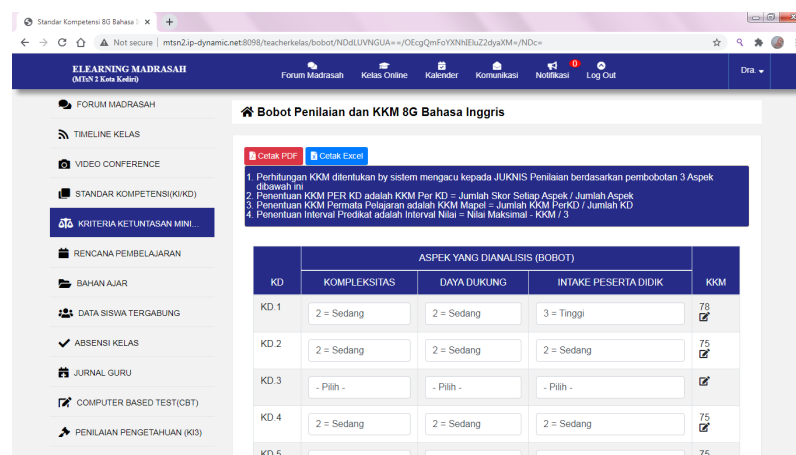 Standar Kompetensi 8G Bahasa I
Not secure | mtsn2.ip-dynamic.net:8098/teacherkelas/bobot/NDdLUVNGUA==/OEcgQmFoYXNhIEluZ2dyaXM=/NDc=
ELEARNING MADRASAH
(MTsN 2 Kota Kediri)
Forum Madrasah Kelas Online Kalender Komunikasi Notifikasi 0 Log Out Dra.
FORUM MADRASAH
TIMELINE KELAS
VIDEO CONFERENCE
STANDAR KOMPETENSI(KI/KD)
KRITERIA KETUNTASAN MINI...
RENCANA PEMBELAJARAN
BAHAN AJAR
DATA SISWA TERGABUNG
ABSENSI KELAS
JURNAL GURU
COMPUTER BASED TEST(CBT)
PENILAIAN PENGETAHUAN (KI3)
Bobot Penilaian dan KKM 8G Bahasa Inggris
Cetak PDF Cetak Excel
1. Perhitungan KKM ditentukan by sistem mengacu kepada JUKNIS Penilaian berdasarkan pembobotan 3 Aspek
dibawah ini
2. Penentuan KKM PER KD adalah KKM Per KD = Jumlah Skor Setiap Aspek / Jumlah Aspek
3. Penentuan KKM Permata Pelajaran adalah KKM Mapel = Jumlah KKM PerKD / Jumlah KD
4. Penentuan Interval Predikat adalah Interval Nilai = Nilai Maksimal - KKM / 3
ASPEK YANG DIANALISIS (BOBOT)
KD KOMPLEKSITAS DAYA DUKUNG INTAKE PESERTA DIDIK KKM
KD.1 2 = Sedang 2 = Sedang 3 = Tinggi 78
KD.2 2 = Sedang 2 = Sedang 2 = Sedang 75
KD.3 - Pilih - - Pilih - - Pilih -
KD.4 2 = Sedang 2 = Sedang 2 = Sedang 75
KD.5 75